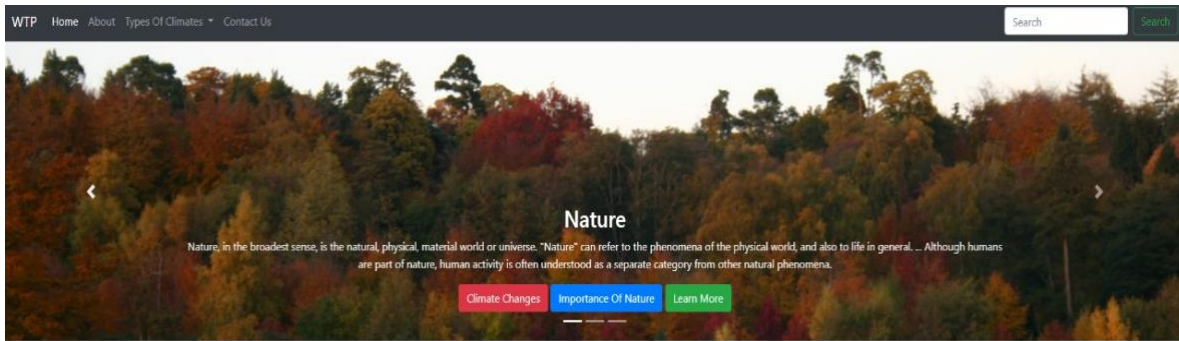 WTP Home About Types Of Climates Contact Us Search Search
Nature
Nature, in the broadest sense, is the natural, physical, material world or universe. "Nature" can refer to the phenomena of the physical world, and also to life in general. ... Although humans
are part of nature, human activity is often understood as a separate category from other natural phenomena.
Climate Changes Importance Of Nature Learn More